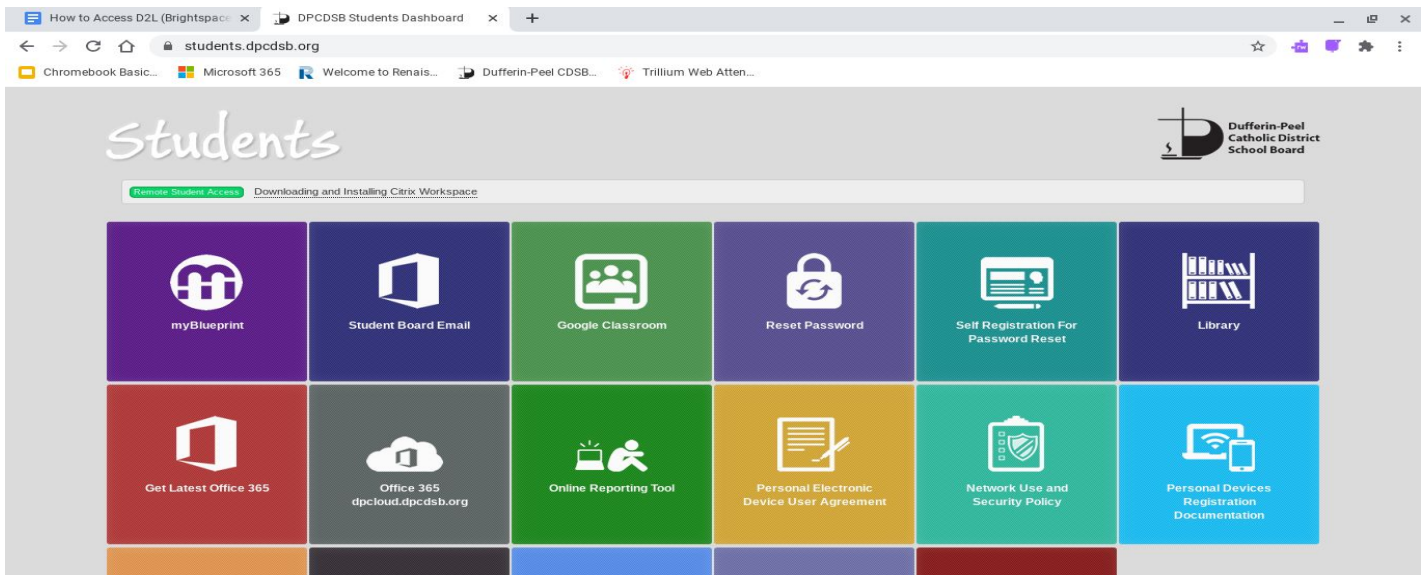 How to Access D2L (Brightspace
DPCDSB Students Dashboard
students.dpcdsb.org
Chromebook Basic...
Microsoft 365
Welcome to Renais...
Dufferin-Peel CDSB...
Trillium Web Atten...
Students
Dufferin-Peel
Catholic District
School Board
Remote Student Access
Downloading and Installing Citrix Workspace
myBlueprint
Student Board Email
Google Classroom
Reset Password
Self Registration For
Password Reset
Library
Get Latest Office 365
Office 365
dpcloud.dpcdsb.org
Online Reporting Tool
Personal Electronic
Device User Agreement
Network Use and
Security Policy
Personal Devices
Registration
Documentation